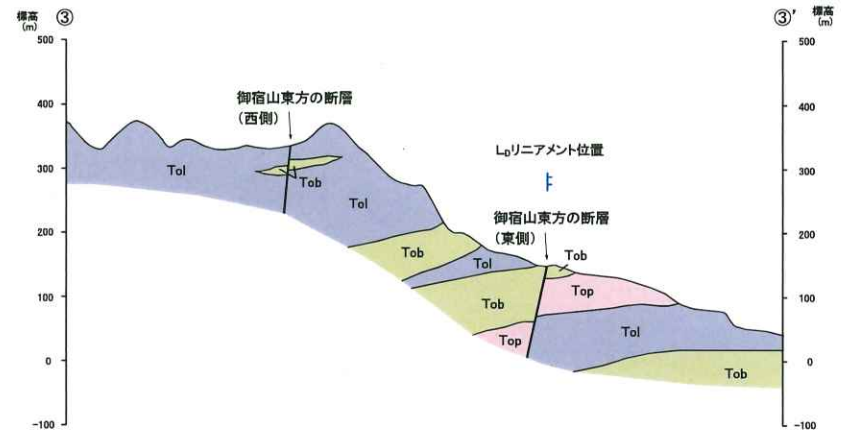 標高
(m)
③
③'
標高
(m)
500
400
300
200
100
0
-100
500
400
300
200
100
0
-100
御宿山東方の断層
(西側)
LDリニアメント位置
御宿山東方の断層
(東側)
Tol
Tob
Tol
Tob
Tol
Tob
Tob
Top
Top
Tol
Tob